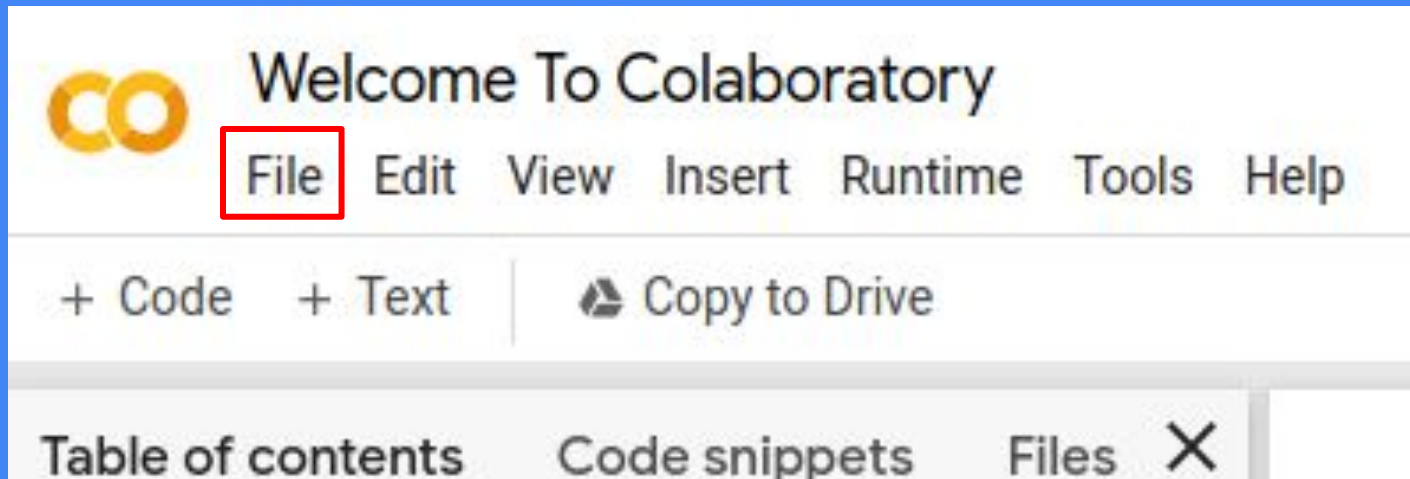 CO
Welcome To Colaboratory
File Edit View Insert Runtime Tools Help
+ Code + Text Copy to Drive
Table of contents Code snippets Files X